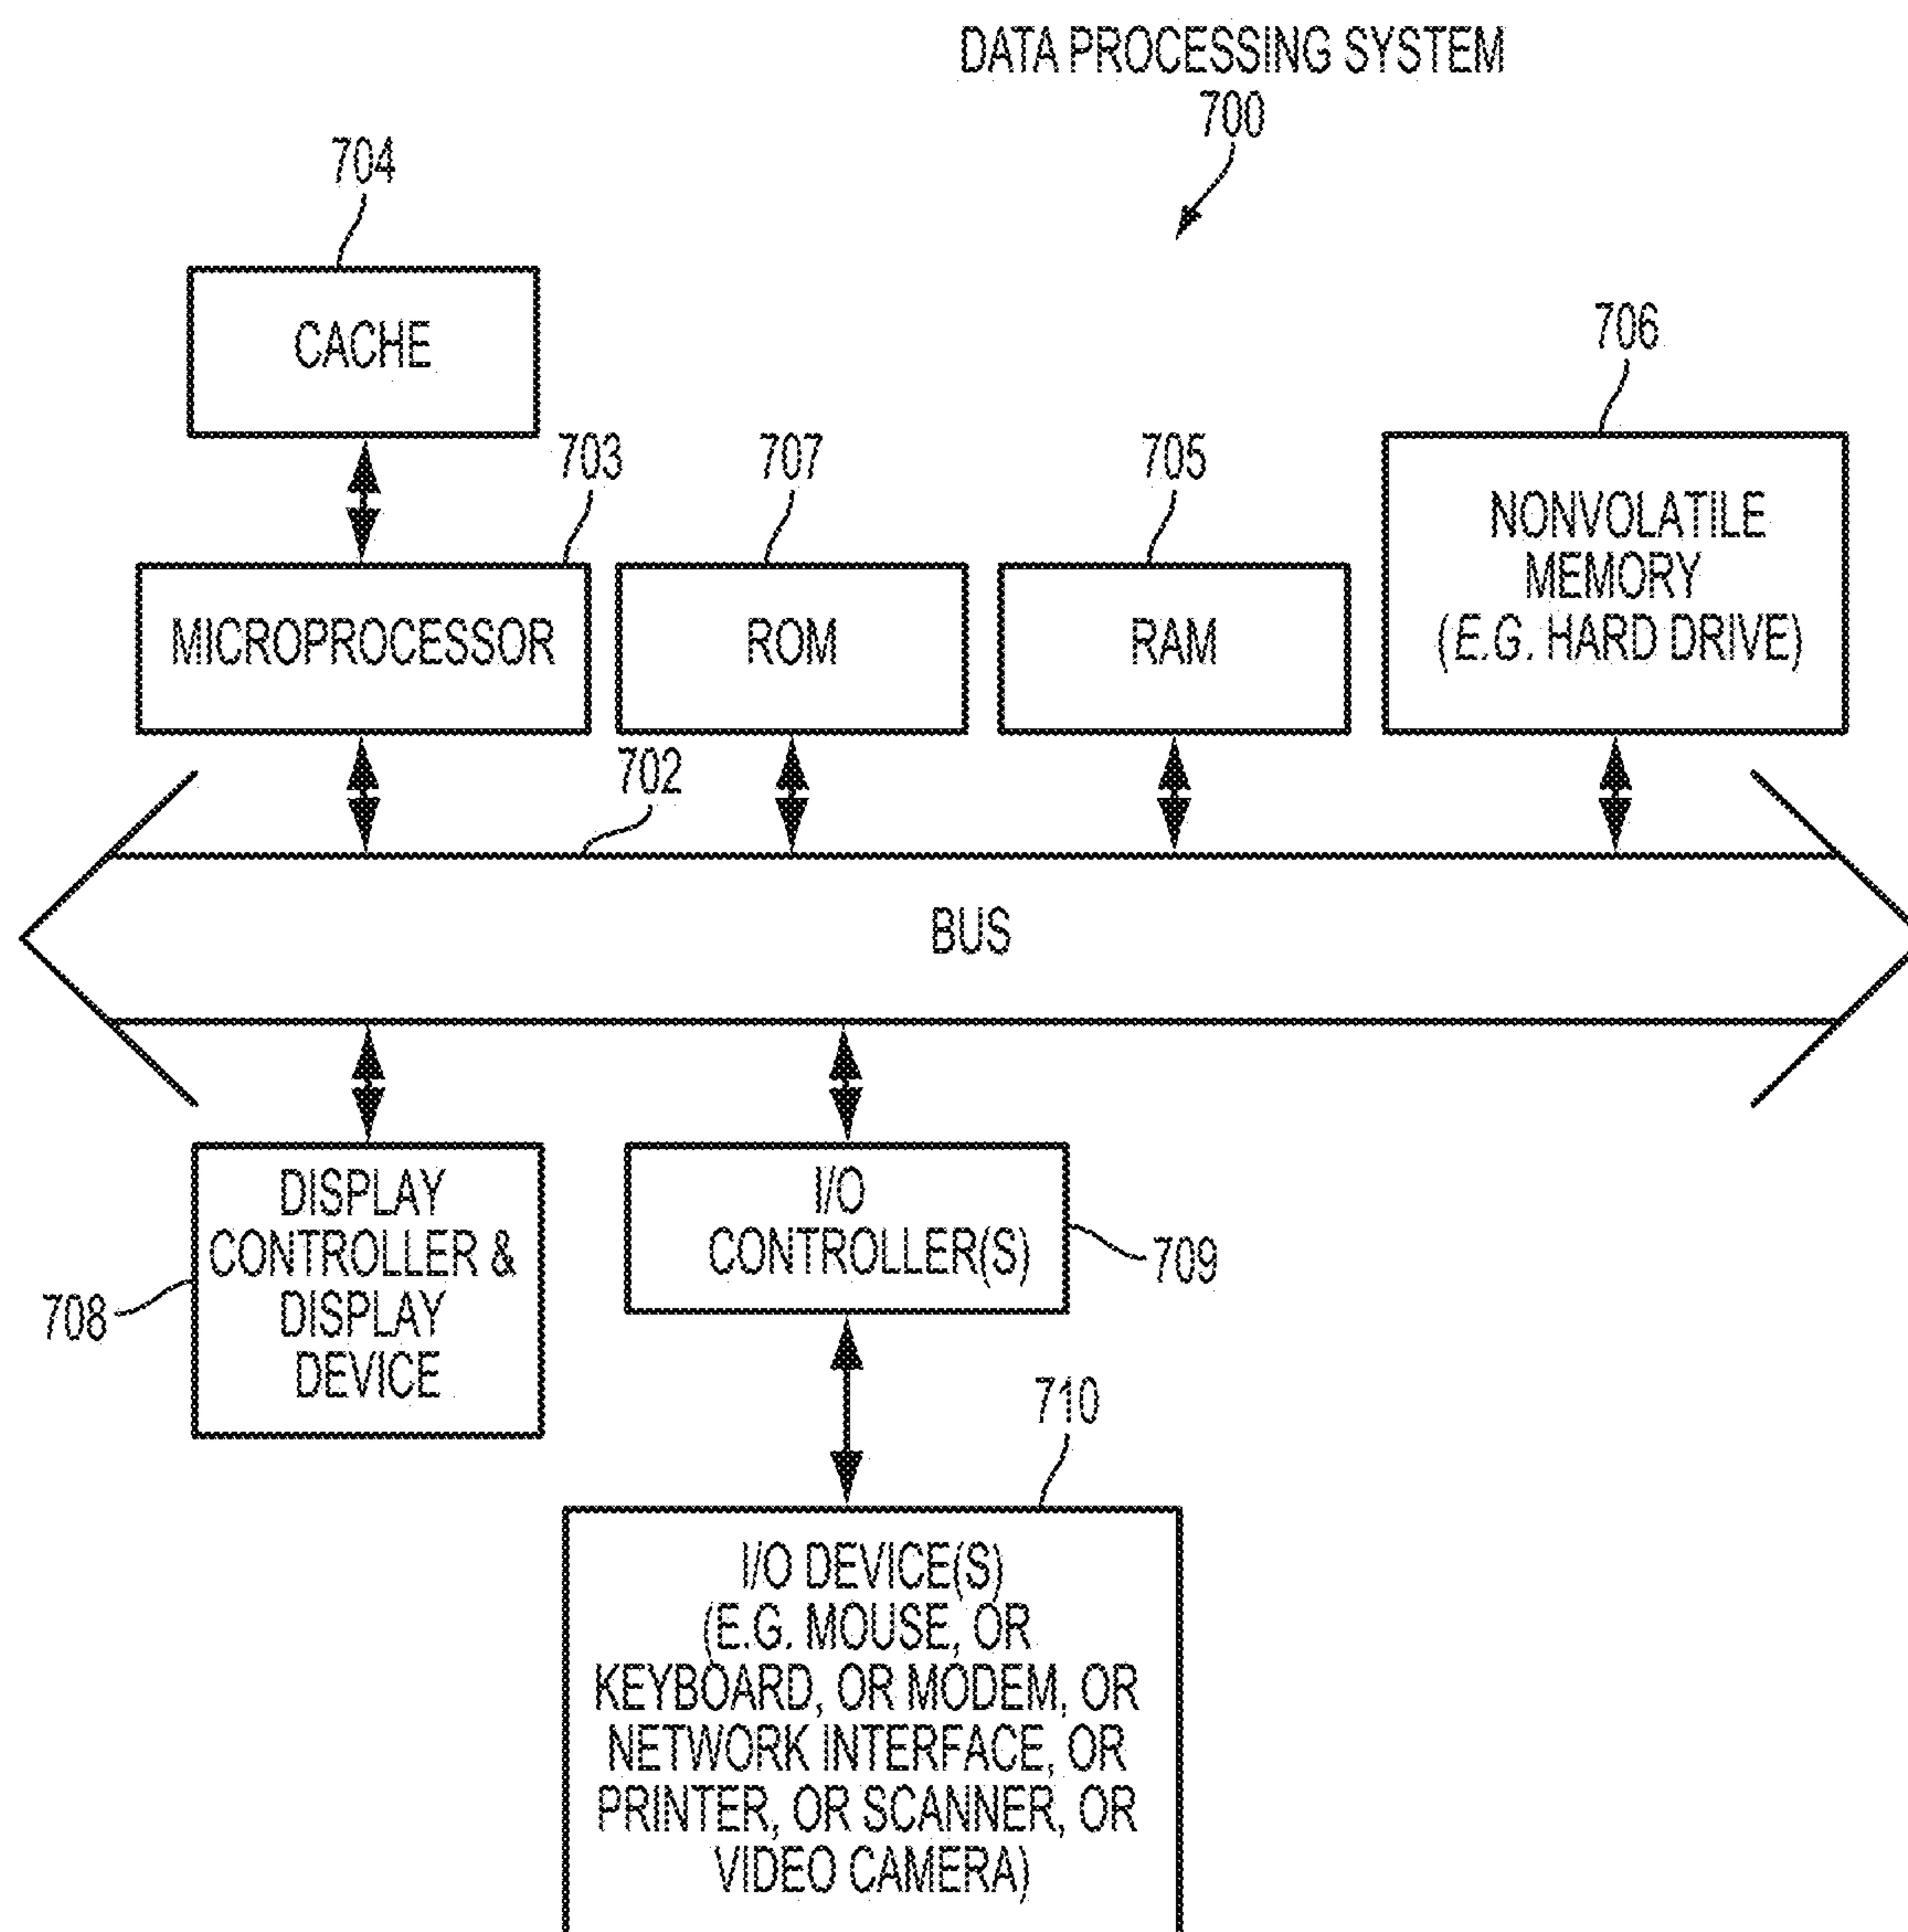 DATA PROCESSING SYSTEM
700
704
CACHE
706
703
707
705
NONVOLATILE
MEMORY
(E.G. HARD DRIVE)
MICROPROCESSOR
ROM
RAM
702
BUS
DISPLAY
CONTROLLER &
DISPLAY
DEVICE
708
I/O
CONTROLLER(S)
709
710
I/O DEVICE(S)
(E.G. MOUSE, OR
KEYBOARD, OR MODEM, OR
NETWORK INTERFACE, OR
PRINTER, OR SCANNER, OR
VIDEO CAMERA)